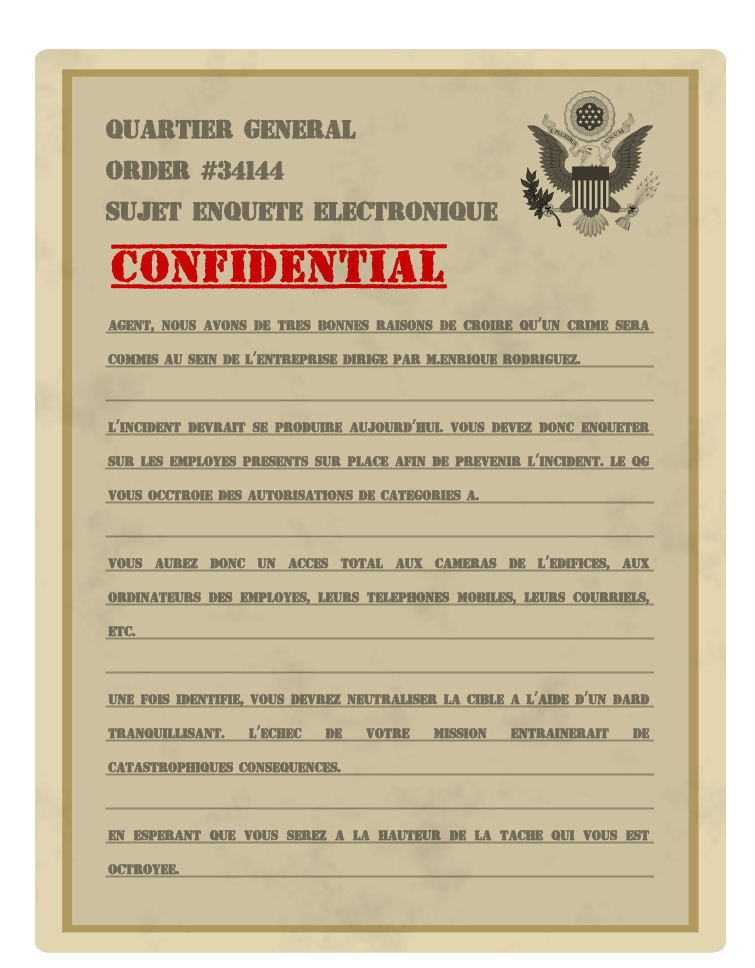 QUARTIER GENERAL
ORDER #34144
SUJET ENQUETE ELECTRONIQUE
E PLURIBUS UNUM
CONFIDENTIAL
AGENT, NOUS AVONS DE TRES BONNES RAISONS DE CROIRE QU'UN CRIME SERA
COMMIS AU SEIN DE L'ENTREPRISE DIRIGE PAR M.ENRIQUE RODRIGUEZ.
L'INCIDENT DEVRAIT SE PRODUIRE AUJOURD'HUI. VOUS DEVEZ DONC ENQUETER
SUR LES EMPLOYES PRESENTS SUR PLACE AFIN DE PREVENIR L'INCIDENT. LE QG
VOUS OCCTROIE DES AUTORISATIONS DE CATEGORIES A.
VOUS AUREZ DONC UN ACCES TOTAL AUX CAMERAS DE L'EDIFICES, AUX
ORDINATEURS DES EMPLOYES, LEURS TELEPHONES MOBILES, LEURS COURRIELS,
ETC.
UNE FOIS IDENTIFIE, VOUS DEVREZ NEUTRALISER LA CIBLE A L'AIDE D'UN DARD
TRANQUILLISANT. L'ECHEC DE VOTRE MISSION ENTRAINERAIT DE
CATASTROPHIQUES CONSEQUENCES.
EN ESPERANT QUE VOUS SEREZ A LA HAUTEUR DE LA TACHE QUI VOUS EST
OCTROYEE.